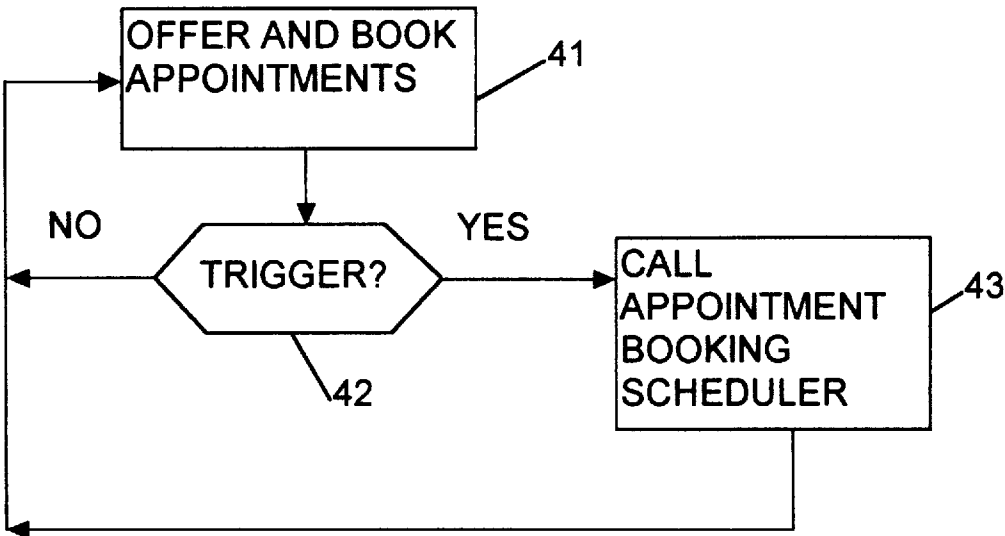 OFFER AND BOOK
APPOINTMENTS
41
NO
YES
TRIGGER?
CALL
APPOINTMENT
BOOKING
SCHEDULER
43
42